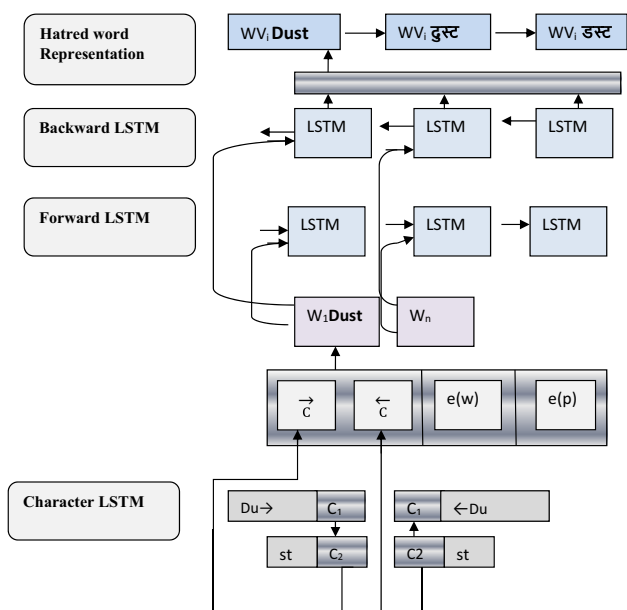 Hatred word
Representation
WVᵢ Dust
WVᵢ दुस्ट
WVᵢ डस्ट
Backward LSTM
LSTM
LSTM
LSTM
Forward LSTM
LSTM
LSTM
LSTM
W₁Dust
Wₙ
→
C
←
C
e(w)
e(p)
Character LSTM
Du→
C₁
C₁
←Du
st
C₂
C2
st